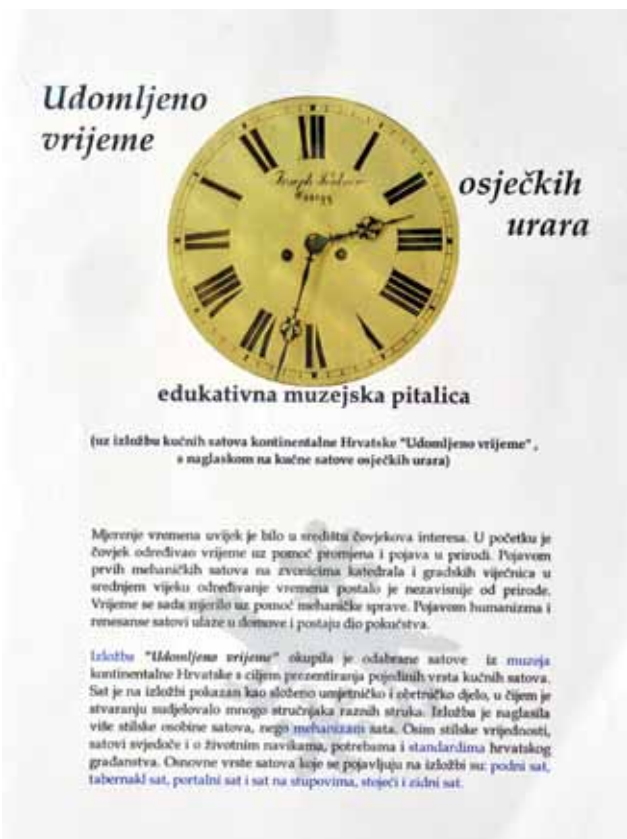 Udomljeno
vrijeme
osječkih
urara
Joseph
edukativna muzejska pitalica
(uz izložbu kućnih satova kontinentalne Hrvatske "Udomljeno vrijeme" ,
s naglaskom na kućne satove osječkih urara)
Mjerenje vremena uvijek je bilo u središtu čovjekova interesa. U početku je
čovjek određivao vrijeme uz pomoć promjena i pojava u prirodi. Pojavom
prvih mehaničkih satova na zvonicima katedrala i gradskih vijećnica u
srednjem vijeku određivanje vremena postalo je nezavisnije od prirode.
Vrijeme se sada mjerilo uz pomoć mehaničke sprave. Pojavom humanizma i
renesanse satovi ulaze u domove i postaju dio pokućstva.
Izložba "Udomljeno vrijeme" okupila je odabrane satove iz muzeja
kontinentalne Hrvatske s ciljem prezentiranja pojedinih vrsta kućnih satova.
Sat je na izložbi pokazan kao složeno umjetničko i obrtničko djelo, u čijem je
stvaranju sudjelovalo mnogo stručnjaka raznih struka. Izložba je naglasila
više stilske osobine satova, nego mehanizam sata. Osim stilske vrijednosti,
satovi svjedoče i o životnim navikama, potrebama i standardima hrvatskog
građanstva. Osnovne vrste satova koje se pojavljuju na izložbi su: podni sat,
tabernakl sat, portalni sat i sat na stupovima, stojeći i zidni sat.